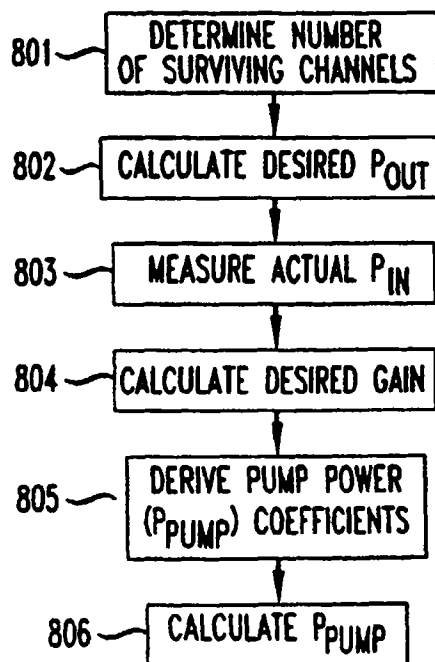 801 DETERMINE NUMBER
OF SURVIVING CHANNELS
802 CALCULATE DESIRED POUT
803 MEASURE ACTUAL PIN
804 CALCULATE DESIRED GAIN
805 DERIVE PUMP POWER
(PPUMP) COEFFICIENTS
806 CALCULATE PPUMP